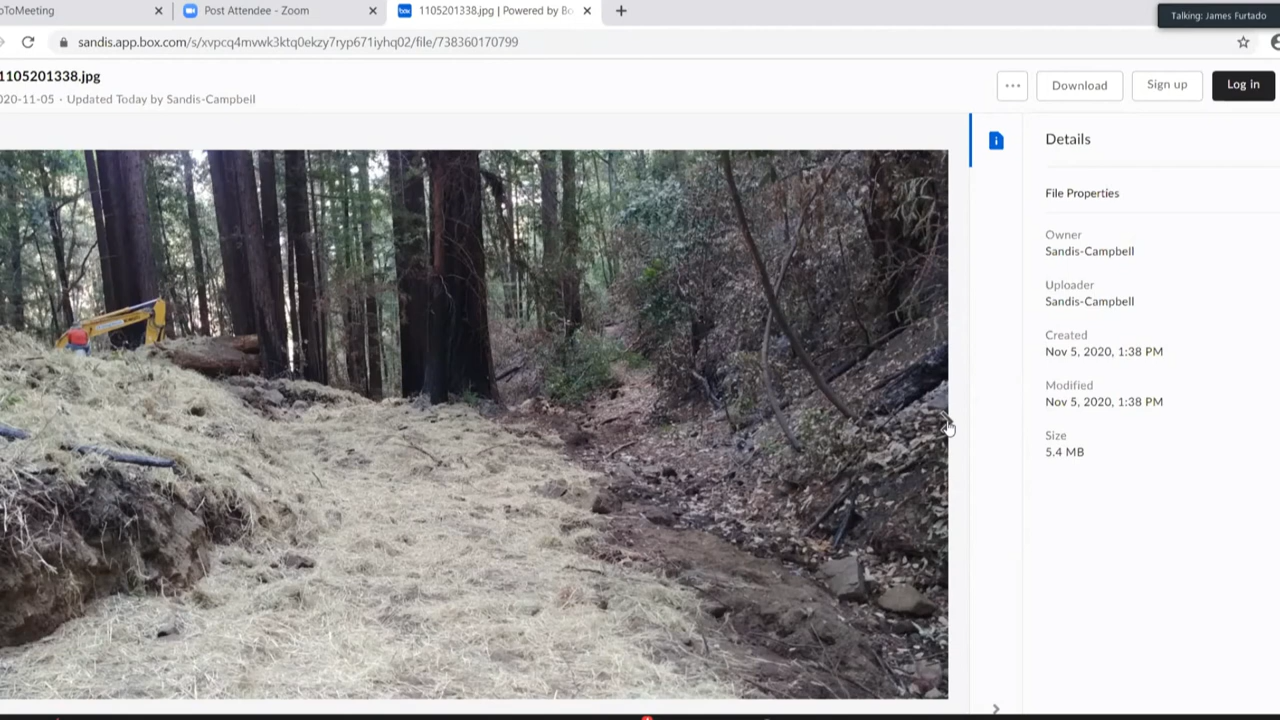 oToMeeting
Post Attendee - Zoom
box
1105201338.jpg | Powered by Bo
Talking: James Furtado
sandis.app.box.com/s/xvpcq4mvwk3ktq0ekzy7ryp671iyhq02/file/738360170799
1105201338.jpg
020-11-05 · Updated Today by Sandis-Campbell
Download
Sign up
Log in
Details
File Properties
Owner
Sandis-Campbell
Uploader
Sandis-Campbell
Created
Nov 5, 2020, 1:38 PM
Modified
Nov 5, 2020, 1:38 PM
Size
5.4 MB